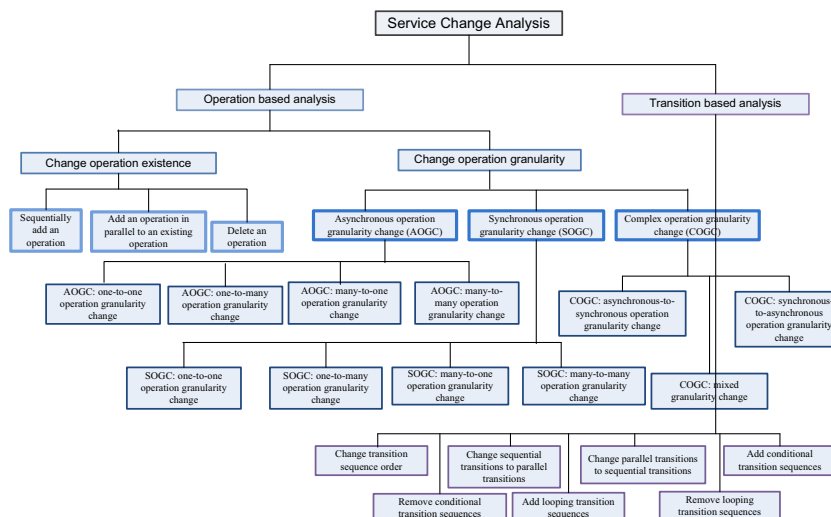 Service Change Analysis
Operation based analysis
Transition based analysis
Change operation existence
Change operation granularity
Sequentially
add an
operation
Add an operation in
parallel to an existing
operation
Delete an
operation
Asynchronous operation
granularity change (AOGC)
Synchronous operation
granularity change (SOGC)
Complex operation granularity
change (COGC)
AOGC: one-to-one
operation granularity
change
AOGC: one-to-many
operation granularity
change
AOGC: many-to-one
operation granularity
change
AOGC: many-to-
many operation
granularity change
COGC: asynchronous-to-
synchronous operation
granularity change
COGC: synchronous-
to-asynchronous
operation granularity
change
SOGC: one-to-one
operation granularity
change
SOGC: one-to-many
operation granularity
change
SOGC: many-to-one
operation granularity
change
SOGC: many-to-many
operation granularity
change
COGC: mixed
granularity change
Change transition
sequence order
Change sequential
transitions to parallel
transitions
Change parallel transitions
to sequential transitions
Add conditional
transition sequences
Remove conditional
transition sequences
Add looping transition
sequences
Remove looping
transition sequences